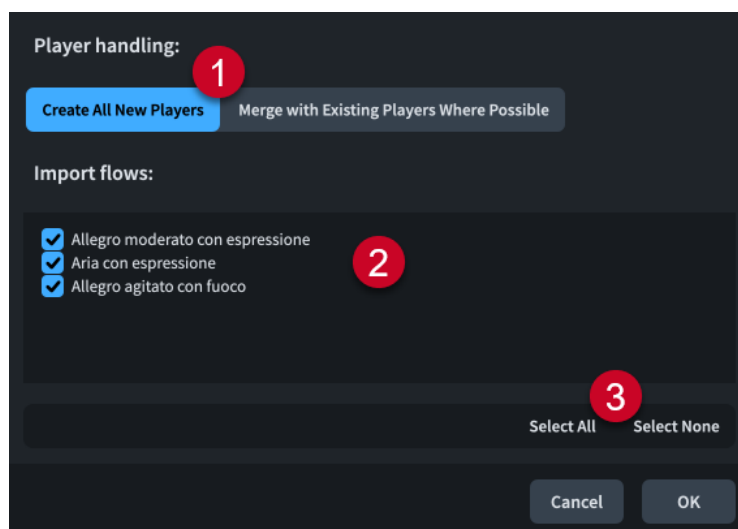 Player handling:
1
Create All New Players Merge with Existing Players Where Possible
Import flows:
Allegro moderato con espressione
Aria con espressione
2
Allegro agitato con fuoco
3
Select All Select None
Cancel OK